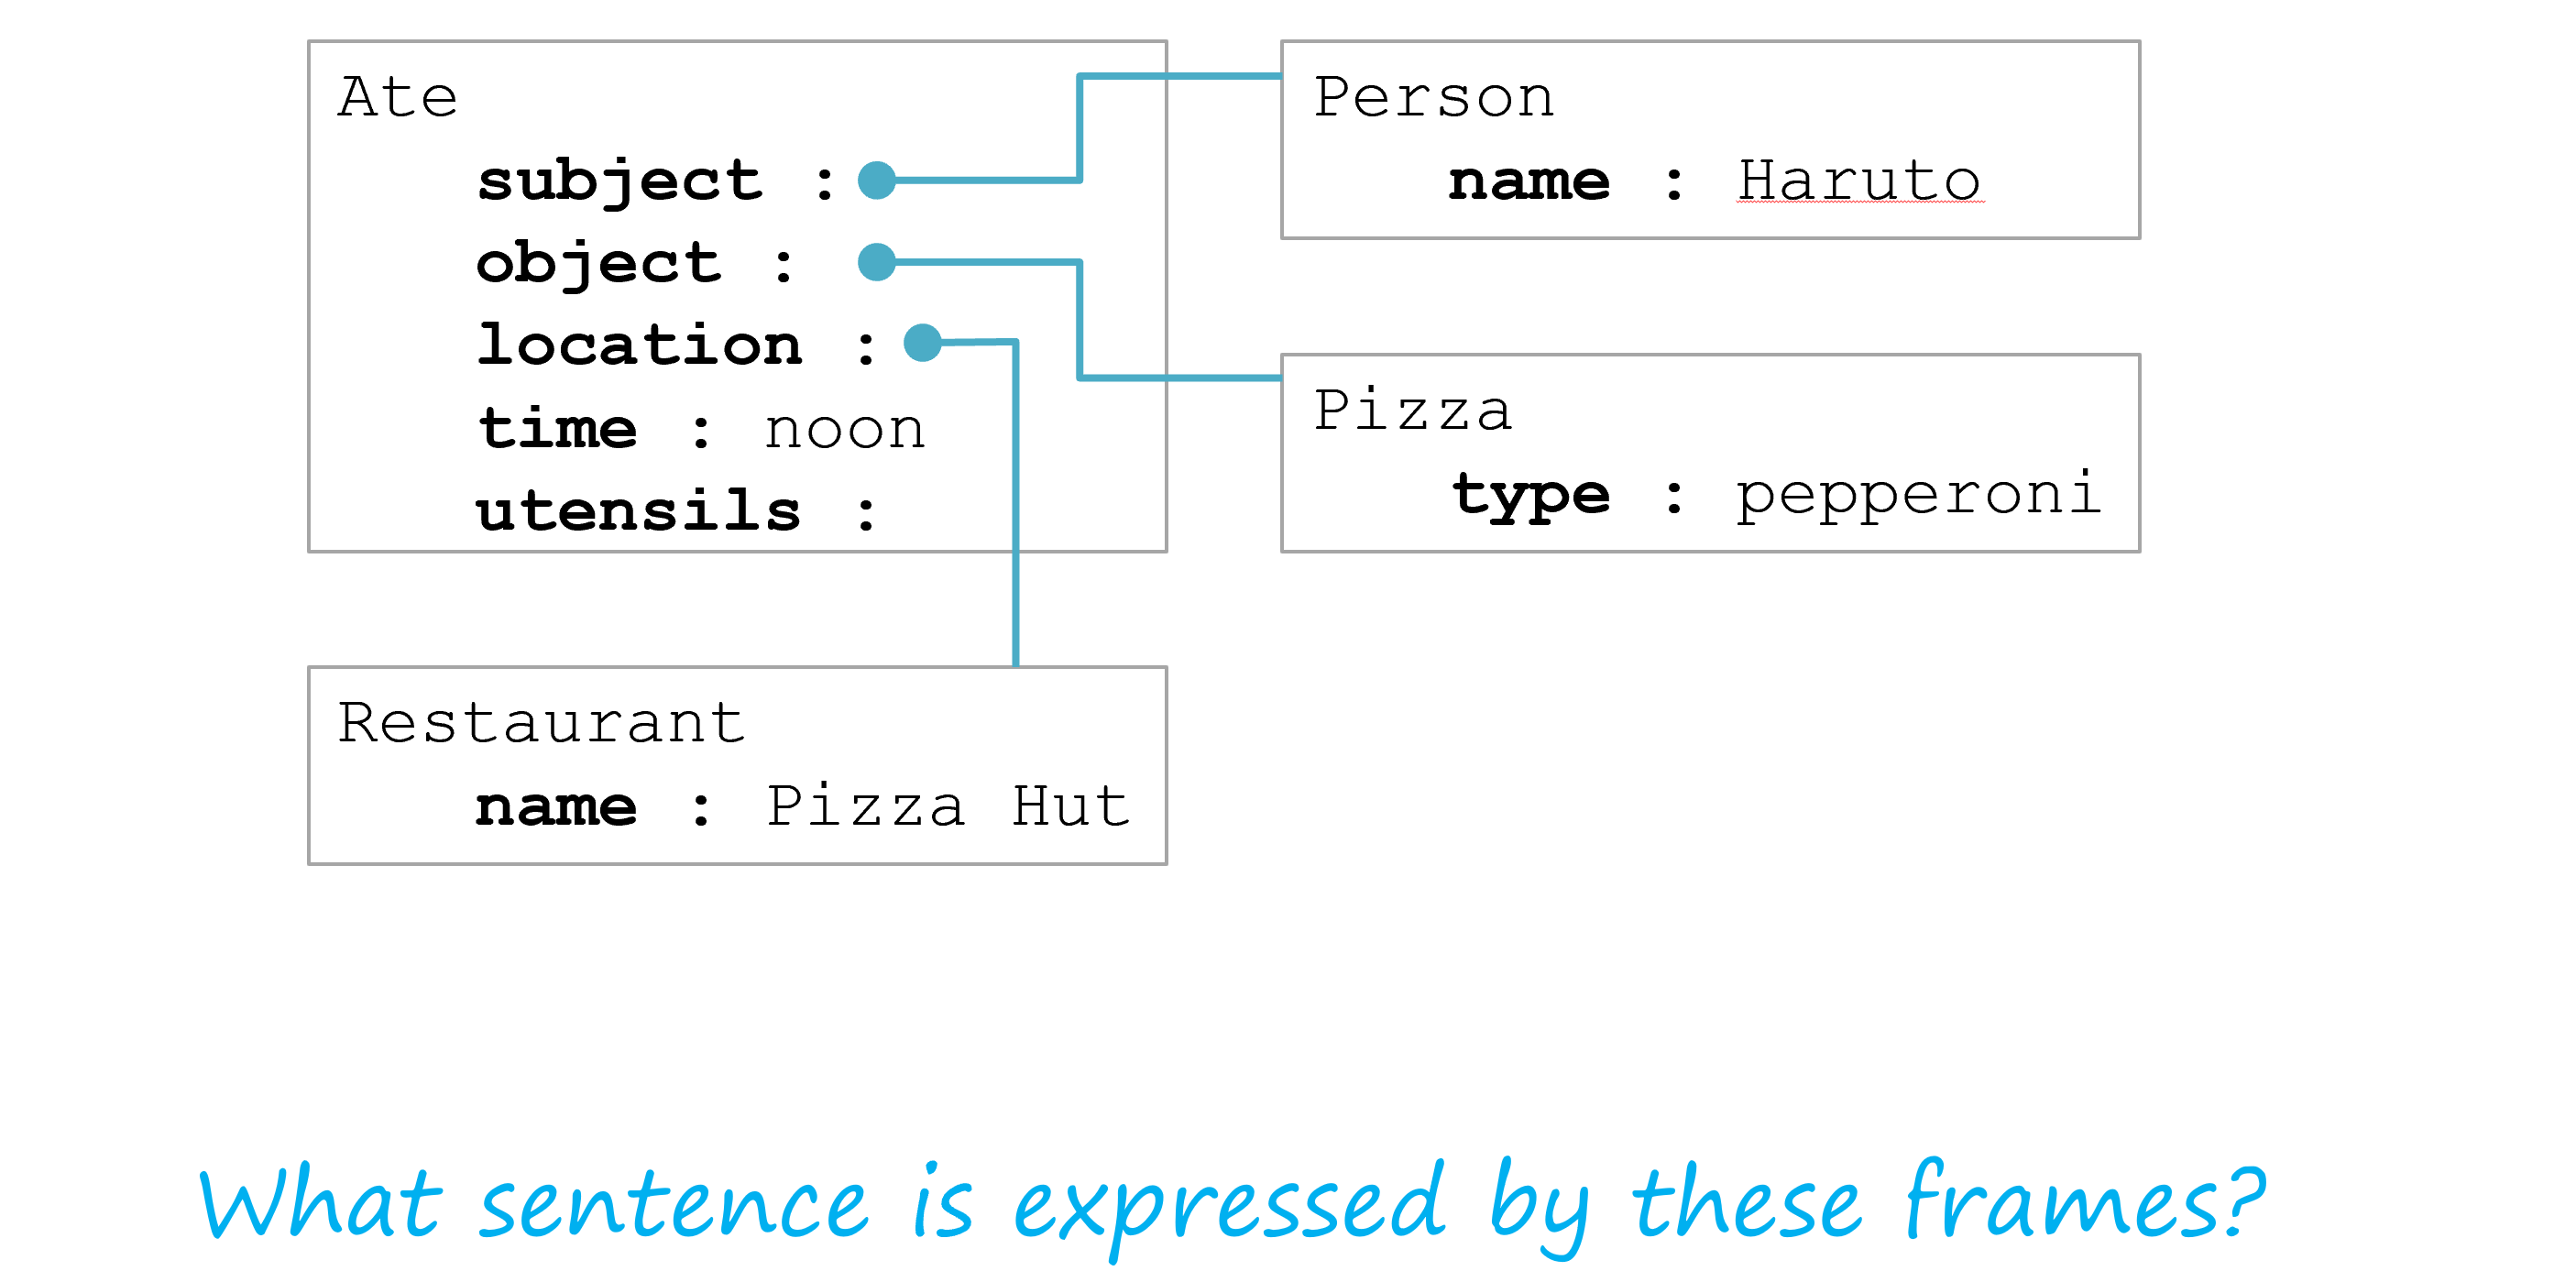 Ate
subject :
object :
location :
time : noon
utensils :
Person
name : Haruto
Pizza
type : pepperoni
Restaurant
name : Pizza Hut
What sentence is expressed by these frames?